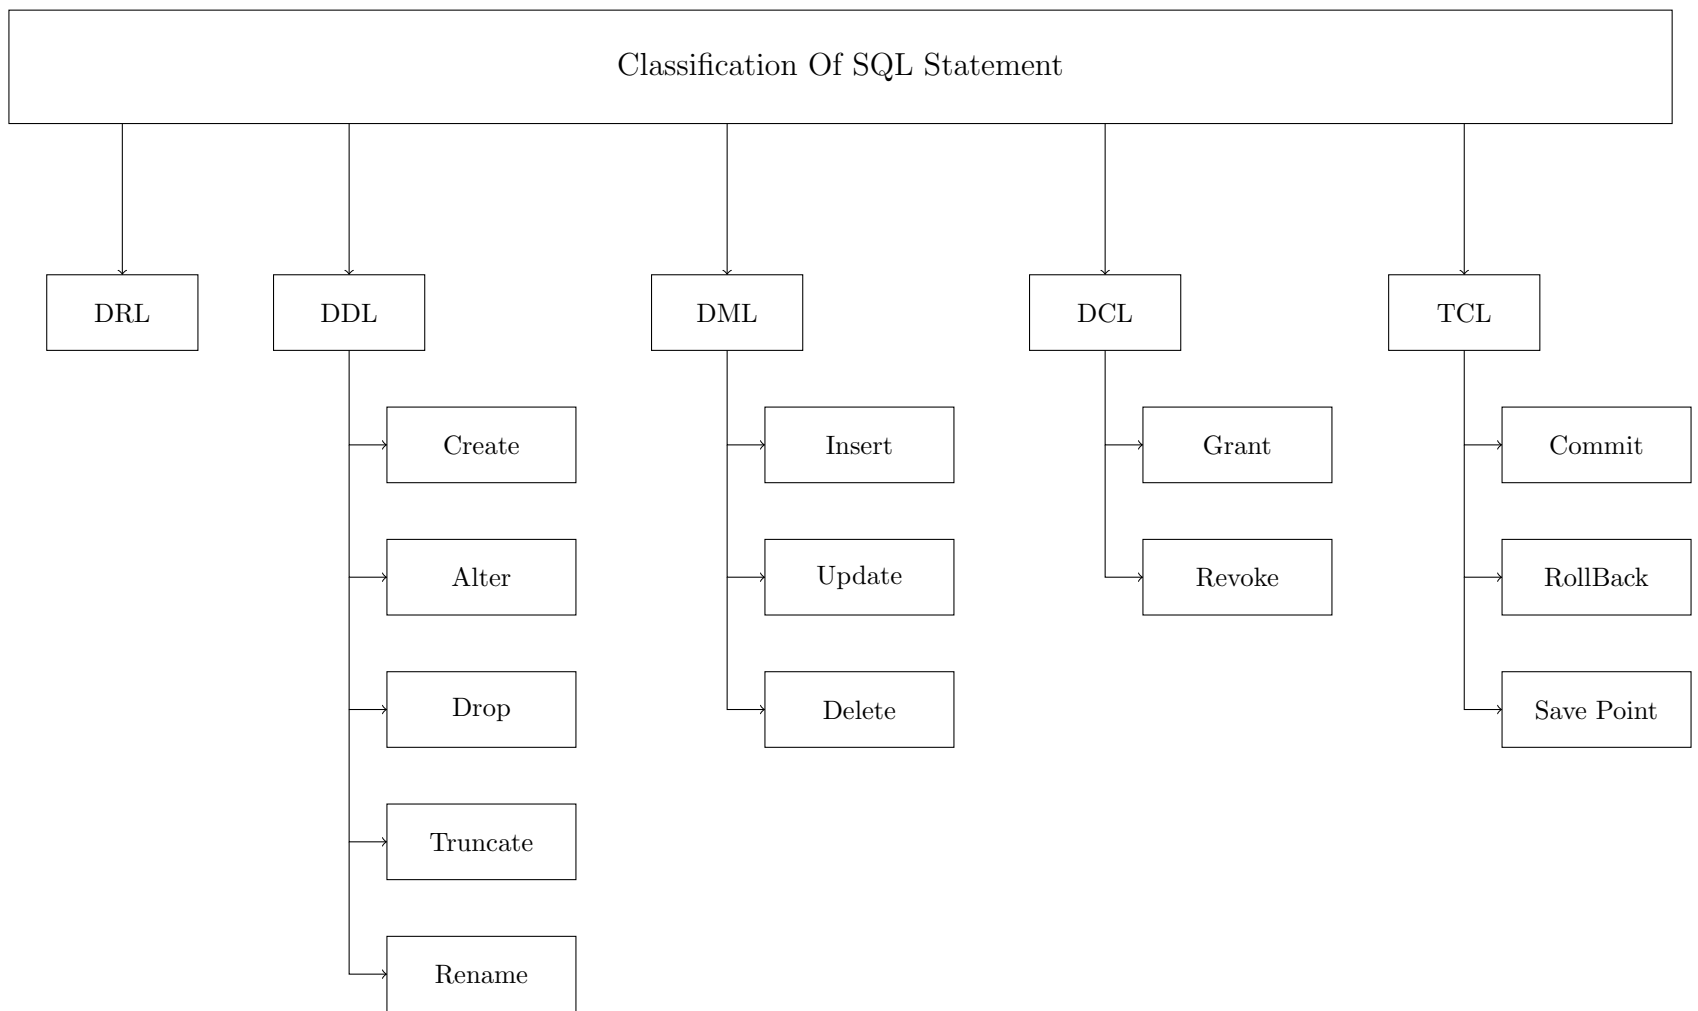 Classification Of SQL Statement
DRL
DDL
DML
DCL
TCL
Create
Insert
Grant
Commit
Alter
Update
Revoke
RollBack
Drop
Delete
Save Point
Truncate
Rename